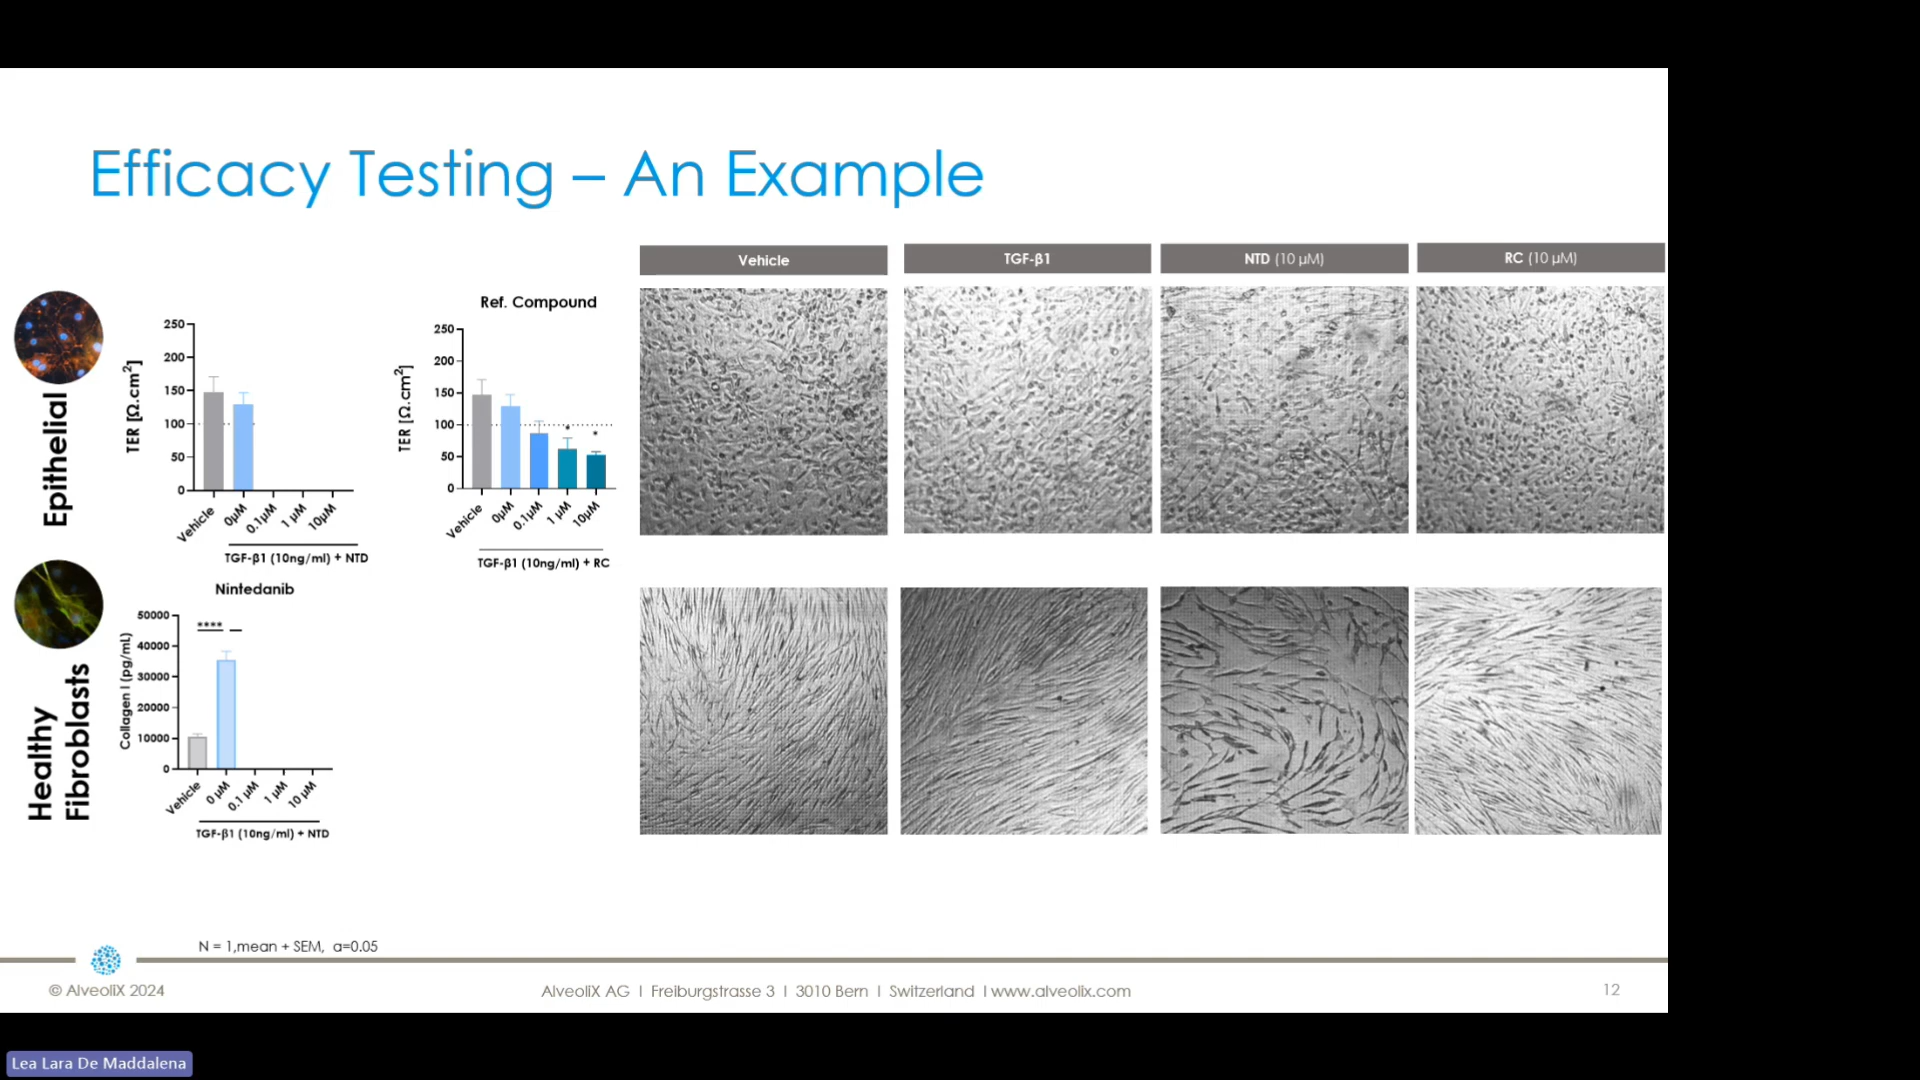 Efficacy Testing – An Example
Vehicle
TGF-β1
NTD (10 µM)
RC (10 µM)
Epithelial
TER [Ω.cm²]
250
200
150
100
50
0
Vehicle
0µM
0.1µM
1 µM
10µM
TGF-β1 (10ng/ml) + NTD
Ref. Compound
TER [Ω.cm²]
250
200
150
100
50
0
*
*
Vehicle
0µM
0.1µM
1 µM
10µM
TGF-β1 (10ng/ml) + RC
Healthy
Fibroblasts
Nintedanib
Collagen I (pg/mL)
50000
40000
30000
20000
10000
0
****
Vehicle
0 µM
0.1 µM
1 µM
10 µM
TGF-β1 (10ng/ml) + NTD
N = 1,mean + SEM, a=0.05
© AlveoliX 2024
AlveoliX AG | Freiburgstrasse 3 | 3010 Bern | Switzerland | www.alveolix.com
12
Lea Lara De Maddalena